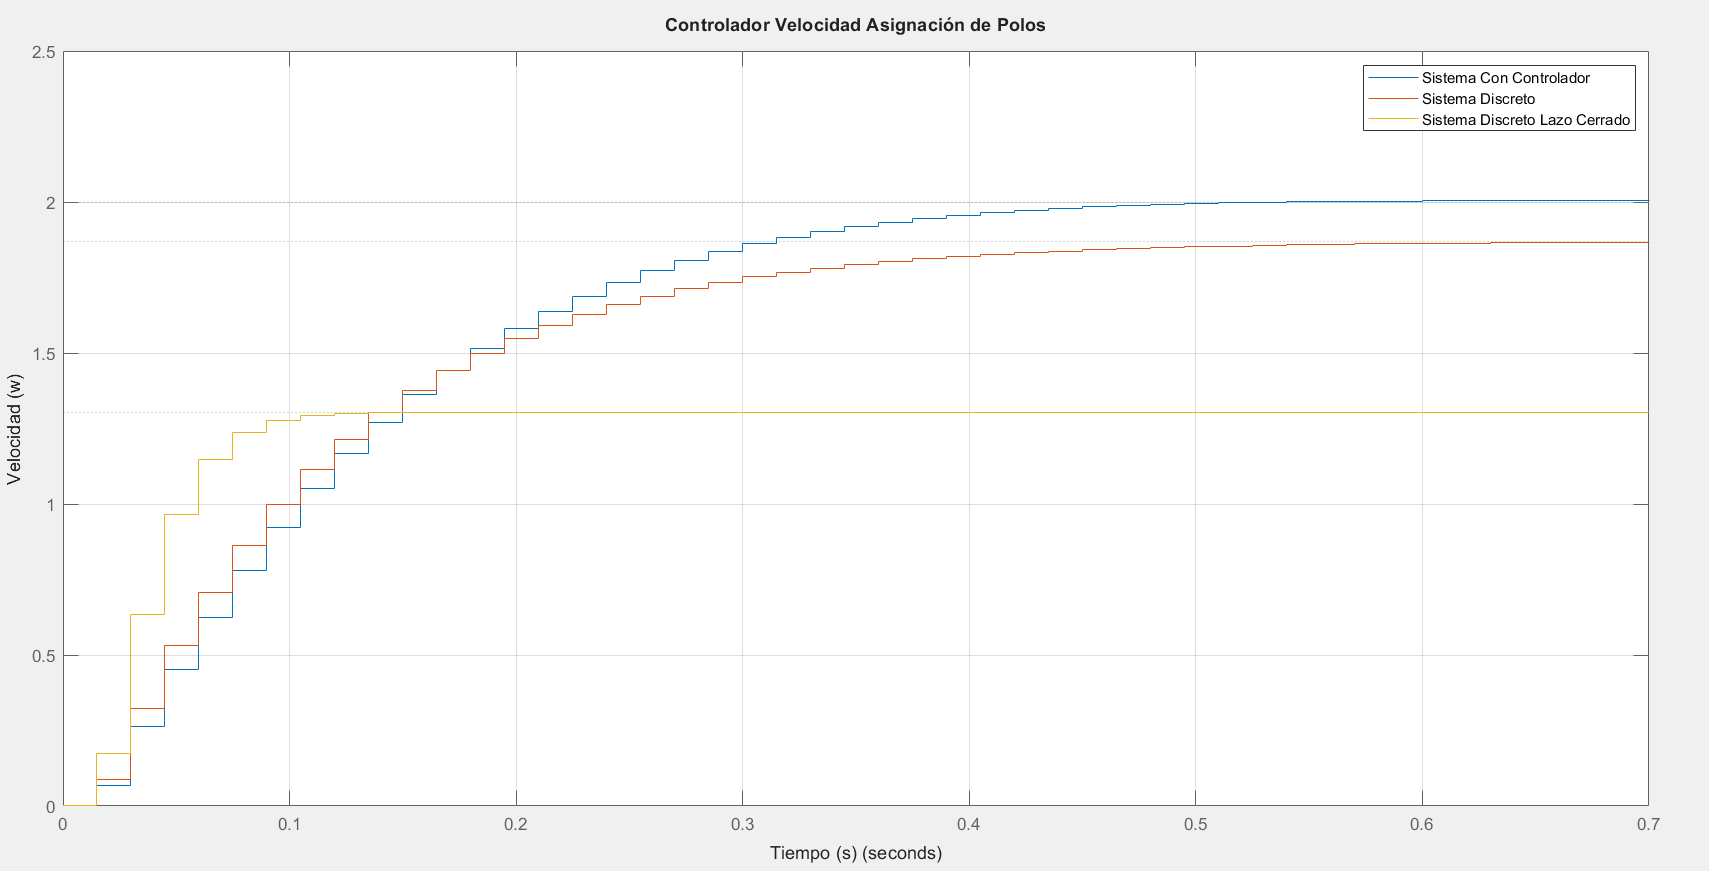 Controlador Velocidad Asignación de Polos
Sistema Con Controlador
Sistema Discreto
Sistema Discreto Lazo Cerrado
Velocidad (w)
2.5
2
1.5
1
0.5
0
0 0.1 0.2 0.3 0.4 0.5 0.6 0.7
Tiempo (s) (seconds)